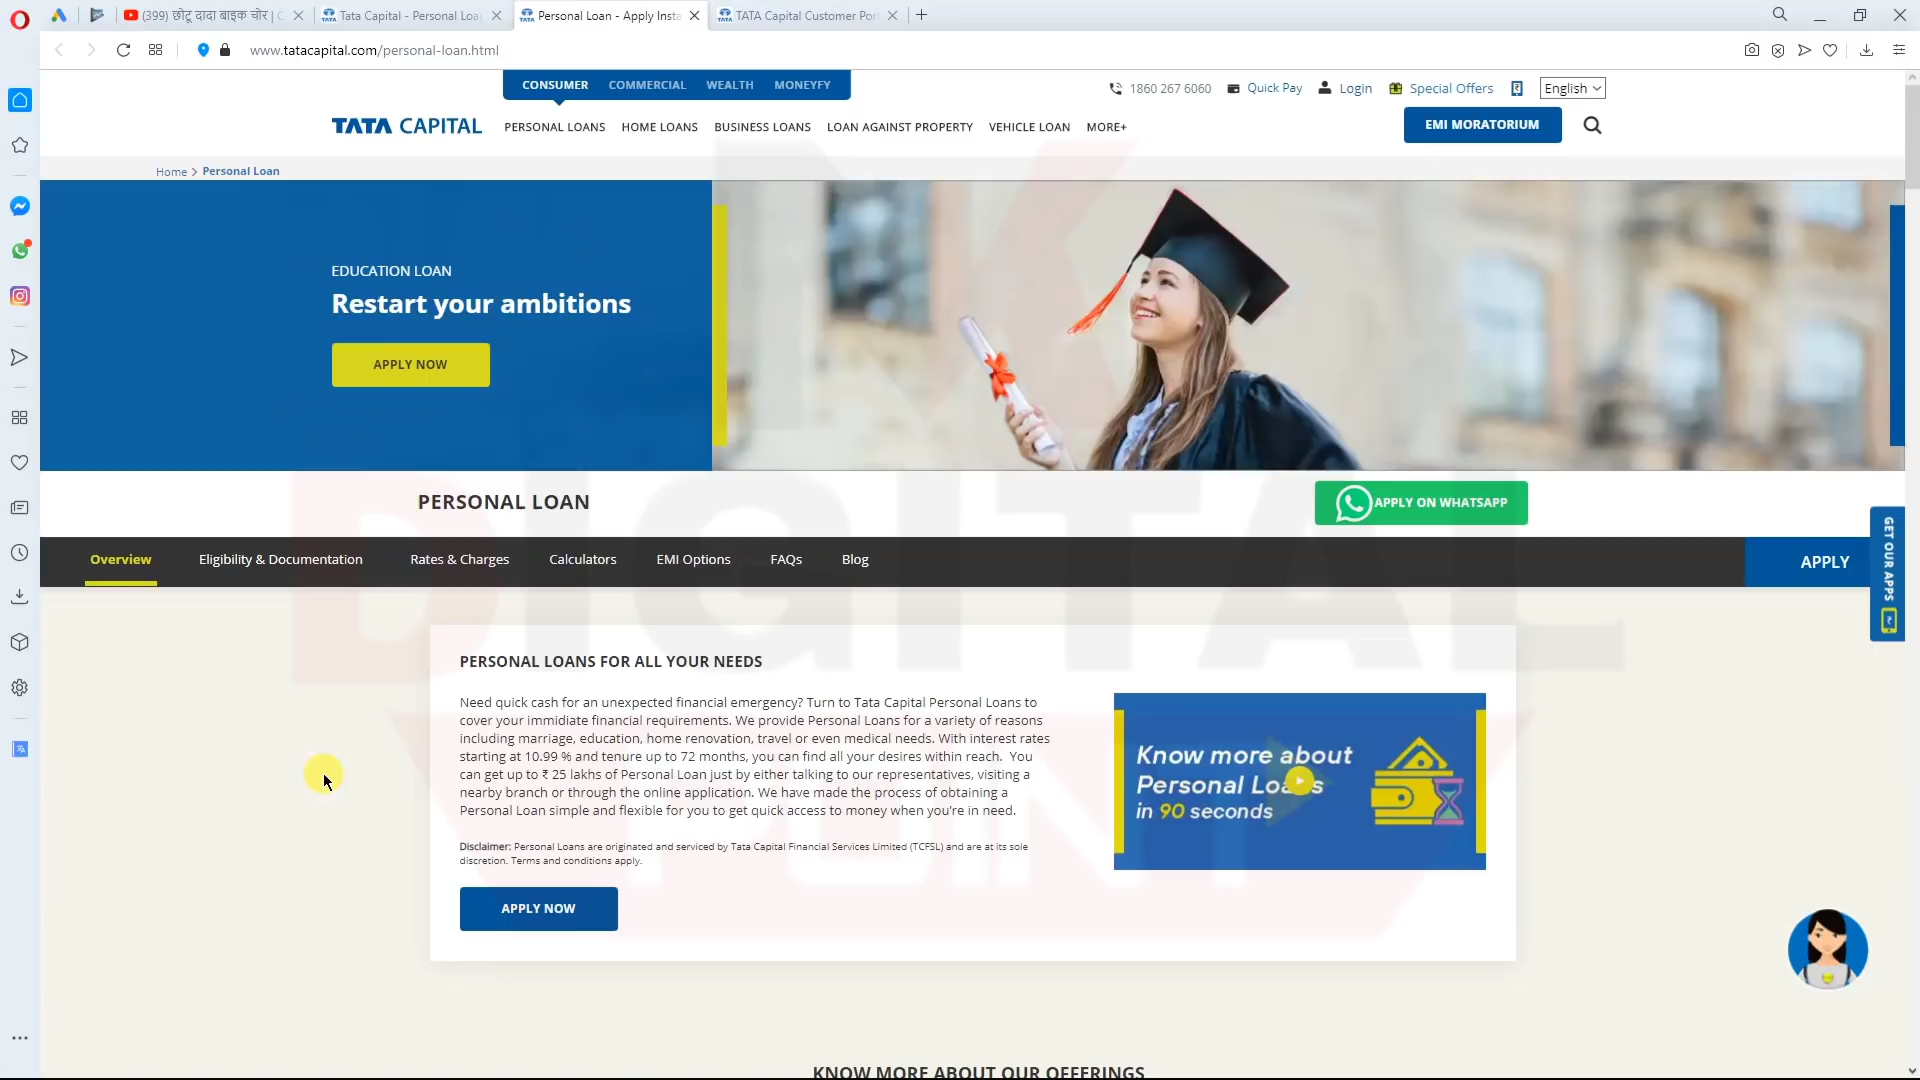 (399) छोटू दादा बाइक चोर | C
Tata Capital - Personal Loa
Personal Loan - Apply Insta
TATA Capital Customer Por
www.tatacapital.com/personal-loan.html
CONSUMER COMMERCIAL WEALTH MONEYFY
1860 267 6060 Quick Pay Login Special Offers English
TATA CAPITAL PERSONAL LOANS HOME LOANS BUSINESS LOANS LOAN AGAINST PROPERTY VEHICLE LOAN MORE+ EMI MORATORIUM
Home > Personal Loan
EDUCATION LOAN
Restart your ambitions
APPLY NOW
PERSONAL LOAN
APPLY ON WHATSAPP
Overview Eligibility & Documentation Rates & Charges Calculators EMI Options FAQs Blog APPLY
GET OUR APPS
DIGITAL
POINT
PERSONAL LOANS FOR ALL YOUR NEEDS
Need quick cash for an unexpected financial emergency? Turn to Tata Capital Personal Loans to
cover your immidiate financial requirements. We provide Personal Loans for a variety of reasons
including marriage, education, home renovation, travel or even medical needs. With interest rates
starting at 10.99 % and tenure up to 72 months, you can find all your desires within reach. You
can get up to ₹ 25 lakhs of Personal Loan just by either talking to our representatives, visiting a
nearby branch or through the online application. We have made the process of obtaining a
Personal Loan simple and flexible for you to get quick access to money when you're in need.
Disclaimer: Personal Loans are originated and serviced by Tata Capital Financial Services Limited (TCFSL) and are at its sole
discretion. Terms and conditions apply.
APPLY NOW
Know more about
Personal Loans
in 90 seconds
KNOW MORE ABOUT OUR OFFERINGS